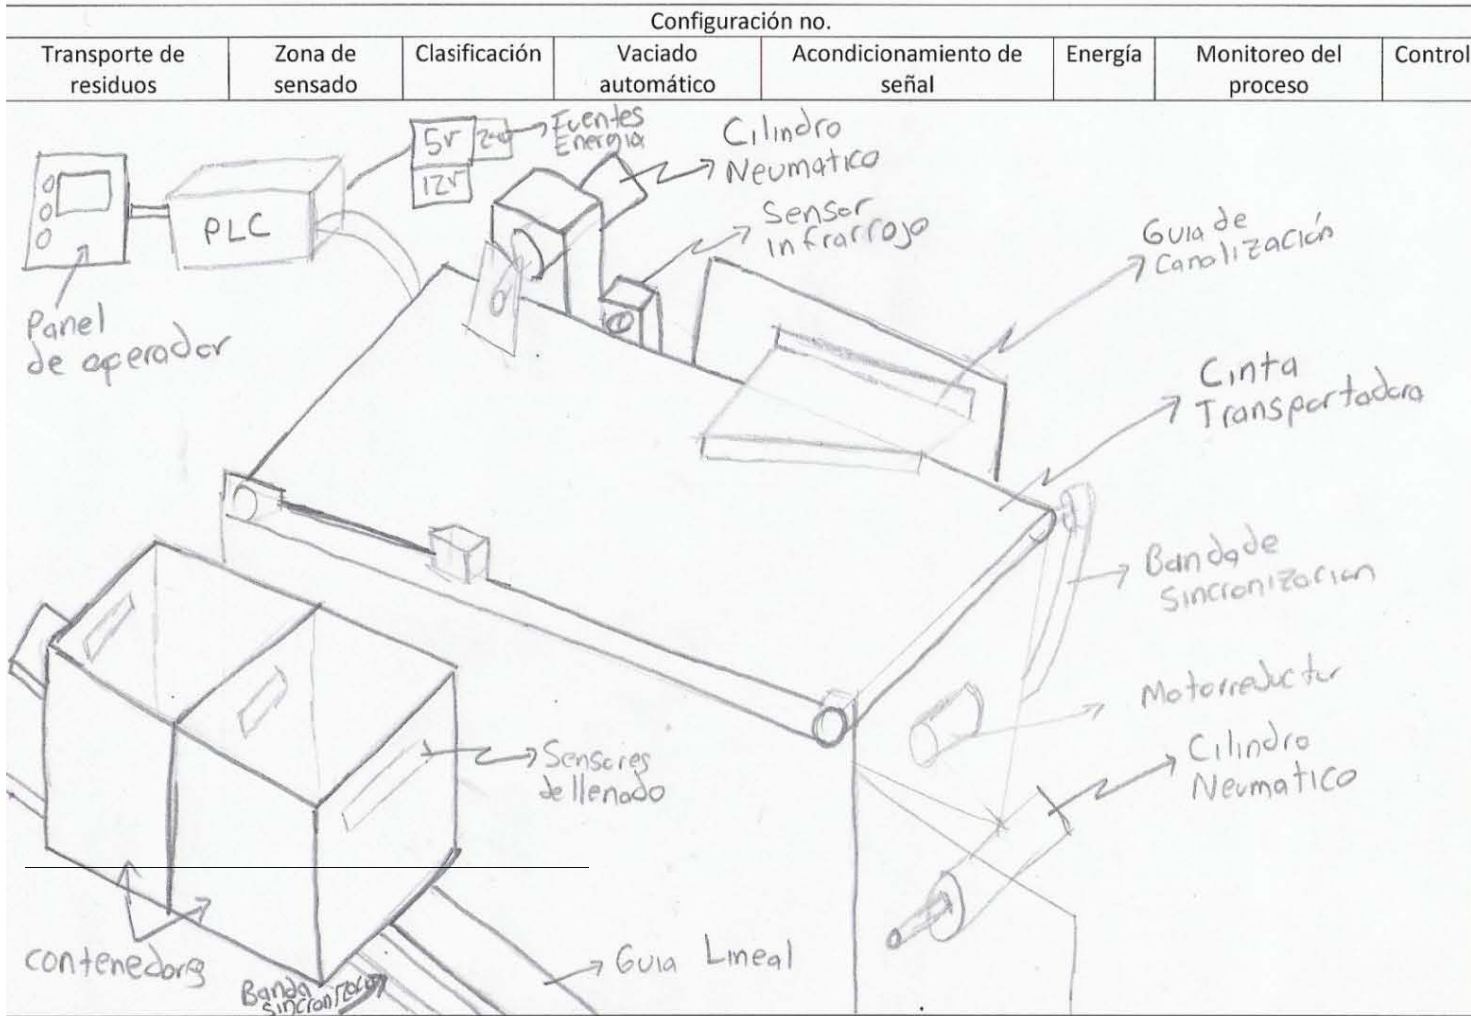 Configuración no.
Transporte de
residuos
Zona de
sensado
Clasificación
Vaciado
automático
Acondicionamiento de
señal
Energía
Monitoreo del
proceso
Control
5v
12v
Fuentes
Energia
Cilindro
Neumatico
Sensor
infrarrojo
Guia de
Canalización
PLC
Panel
de operador
Cinta
Transportadora
Banda de
Sincronizacion
Motorreductor
Cilindro
Neumatico
Sensores
de llenado
contenedores
Banda
Guia Lineal